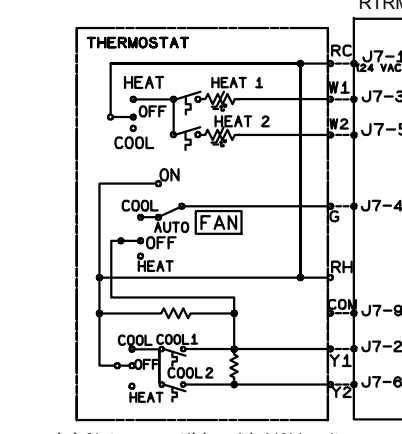 THERMOSTAT
RC
J7-1
(24 VAC
HEAT
HEAT 1
W1
J7-3
OFF
HEAT 2
W2
J7-5
COOL
ON
COOL
AUTO
FAN
G
J7-4
OFF
HEAT
RH
COM
J7-9
COOL
COOL1
Y1
J7-2
OFF
COOL2
HEAT
Y2
J7-6